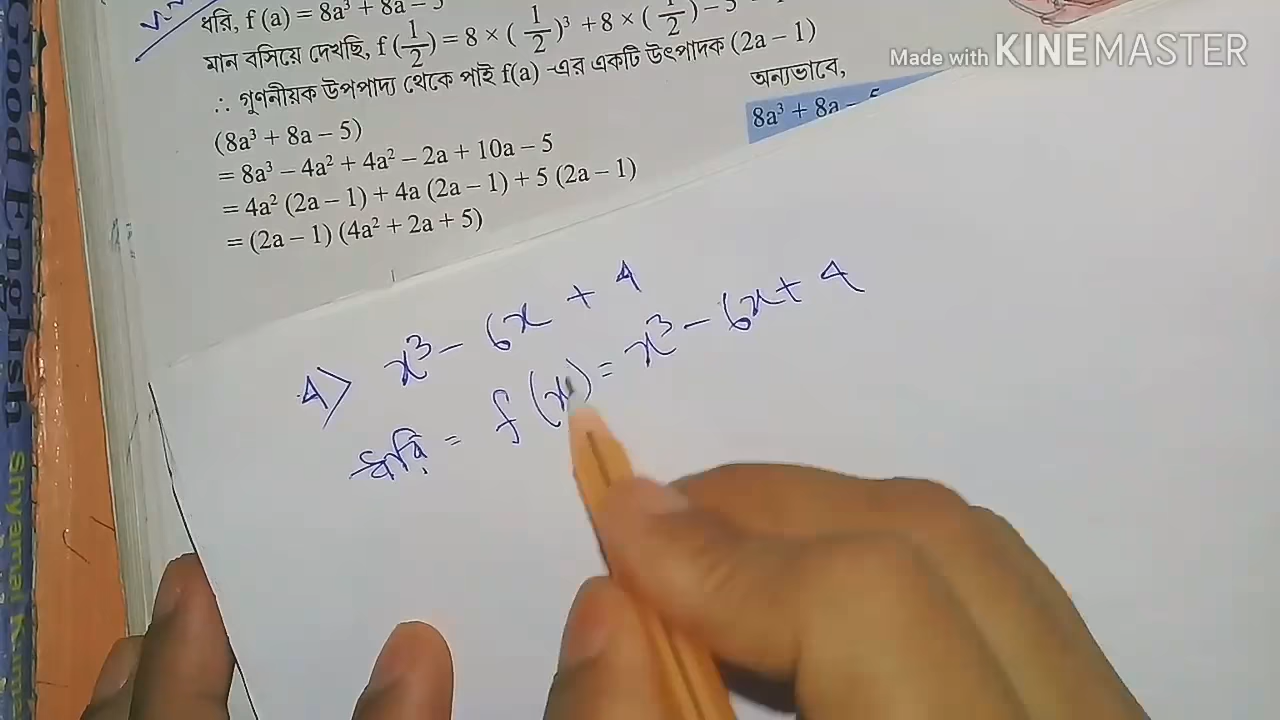 ধরি, f (a) = 8a³ + 8a – 5
মান বসিয়ে দেখছি, f(1/2) = 8 × (1/2)³ + 8 × (1/2) – 5
∴ গুণনীয়ক উপপাদ্য থেকে পাই f(a) -এর একটি উৎপাদক (2a – 1)
(8a³ + 8a – 5)
= 8a³ – 4a² + 4a² – 2a + 10a – 5
= 4a² (2a – 1) + 4a (2a – 1) + 5 (2a – 1)
= (2a – 1) (4a² + 2a + 5)
অন্যভাবে,
8a³ + 8a – 5
4> x³ – 6x + 4
ধরি = f(x) = x³ – 6x + 4
Made with KINEMASTER
Good English
Shyamal Kuma